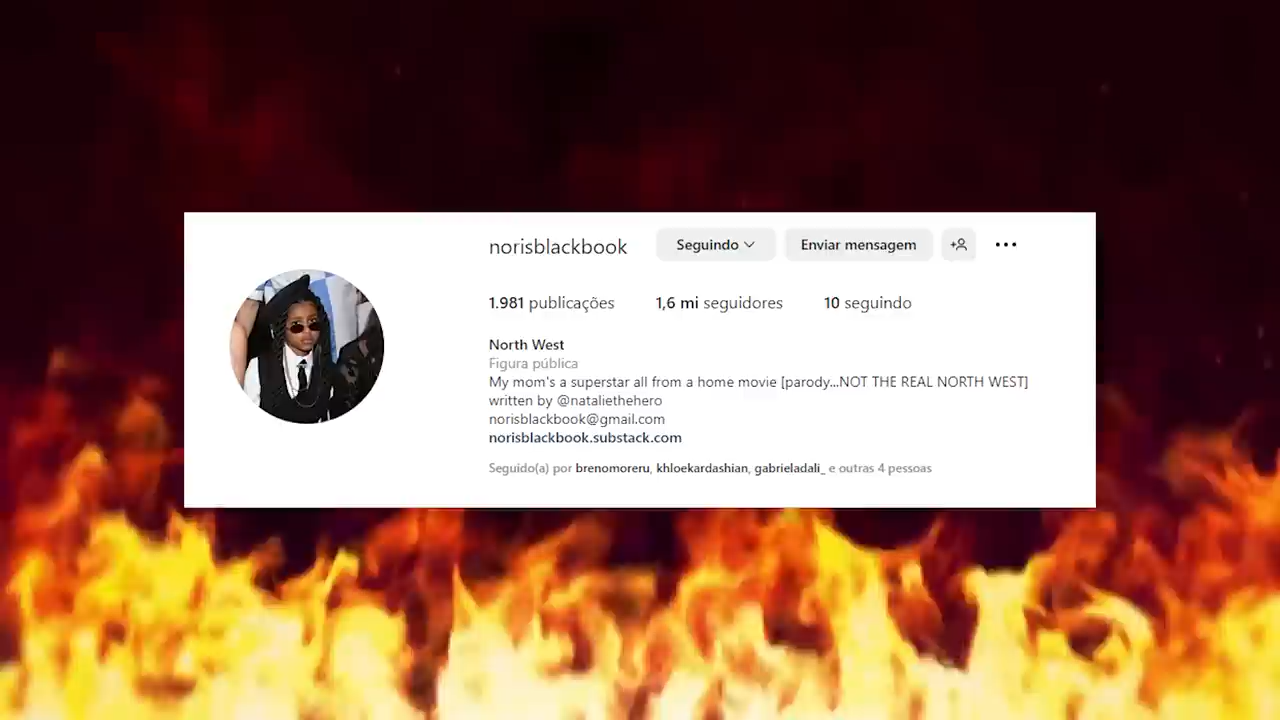 norisblackbook Seguindo Enviar mensagem
1.981 publicações 1,6 mi seguidores 10 seguindo
North West
Figura pública
My mom's a superstar all from a home movie [parody...NOT THE REAL NORTH WEST]
written by @nataliethehero
norisblackbook@gmail.com
norisblackbook.substack.com
Seguido(a) por brenomoreru, khloekardashian, gabrieladali_ e outras 4 pessoas